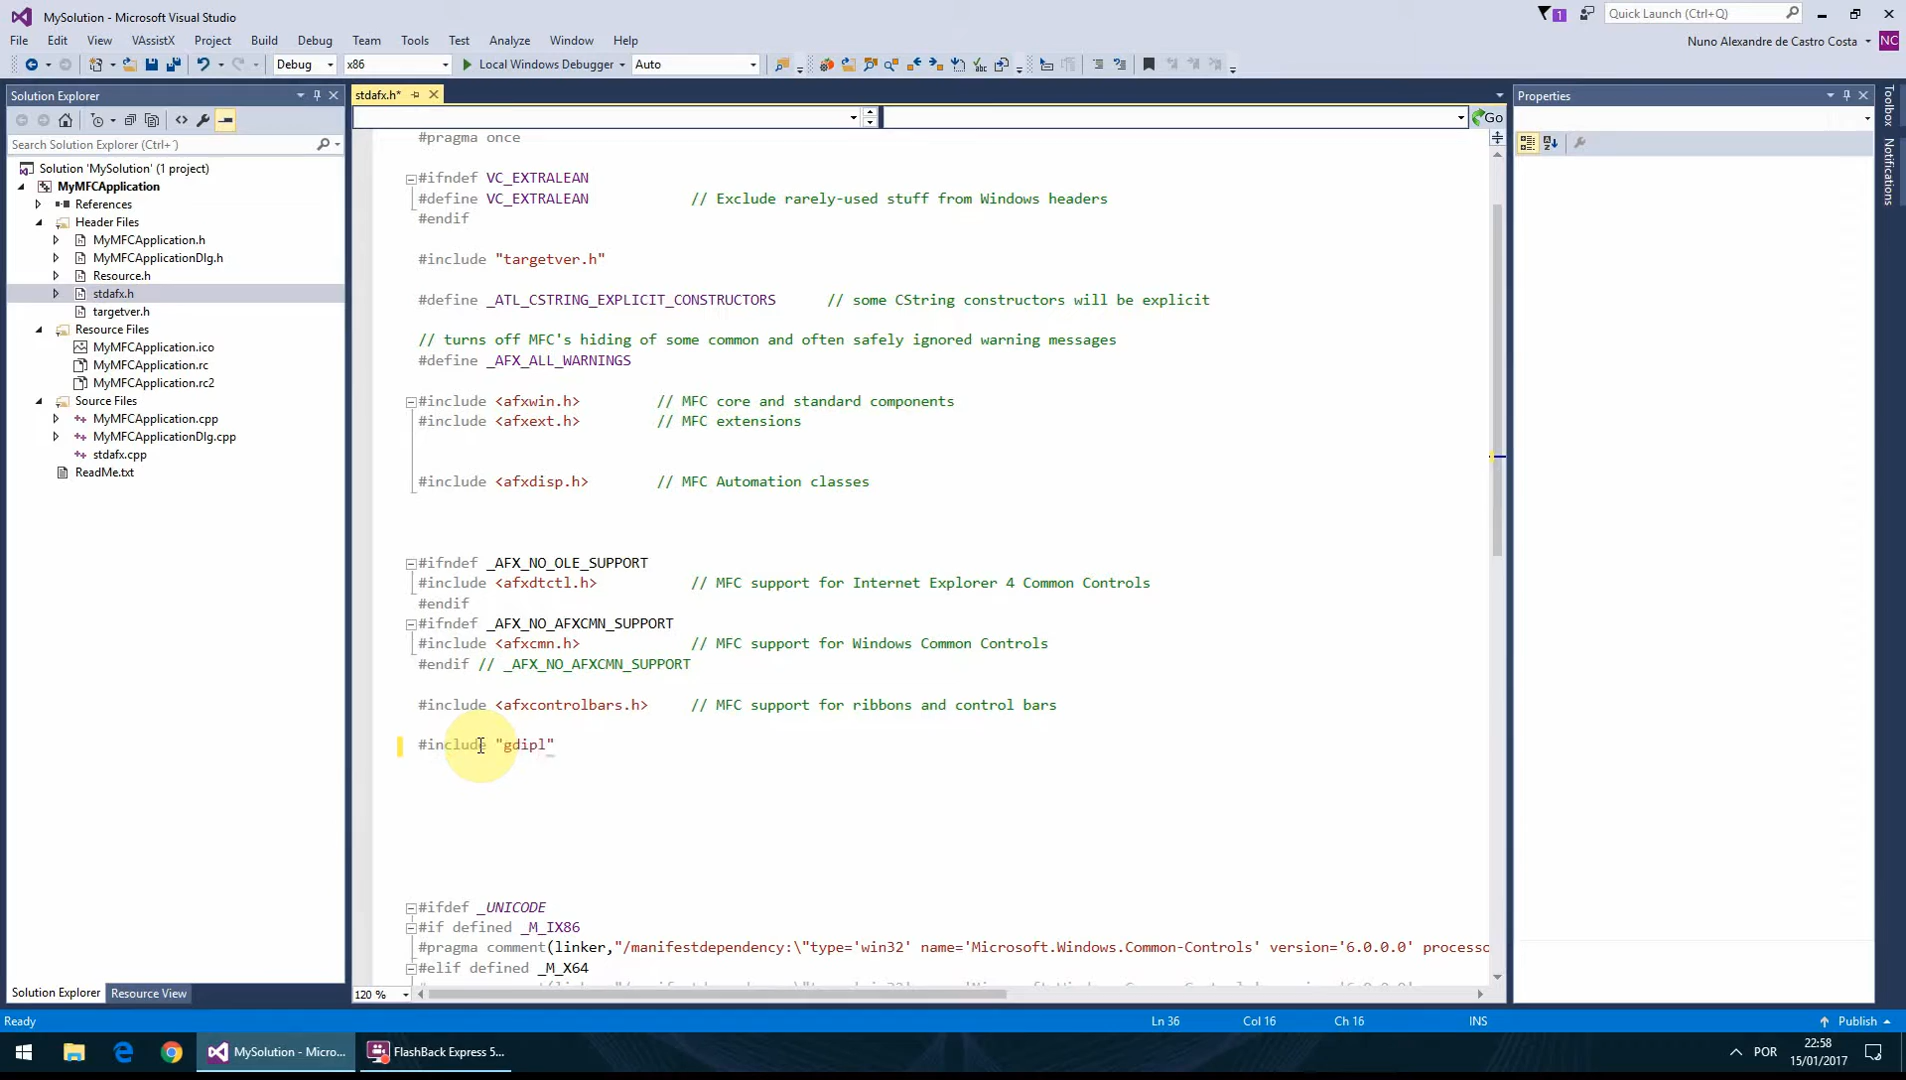 MySolution - Microsoft Visual Studio
1
Quick Launch (Ctrl+Q)
File Edit View VAssistX Project Build Debug Team Tools Test Analyze Window Help
Nuno Alexandre de Castro Costa NC
Debug x86 Local Windows Debugger Auto
Solution Explorer
Search Solution Explorer (Ctrl+´)
Solution 'MySolution' (1 project)
MyMFCApplication
References
Header Files
MyMFCApplication.h
MyMFCApplicationDlg.h
Resource.h
stdafx.h
targetver.h
Resource Files
MyMFCApplication.ico
MyMFCApplication.rc
MyMFCApplication.rc2
Source Files
MyMFCApplication.cpp
MyMFCApplicationDlg.cpp
stdafx.cpp
ReadMe.txt
Solution Explorer Resource View
stdafx.h*
Go
#pragma once
#ifndef VC_EXTRALEAN
#define VC_EXTRALEAN // Exclude rarely-used stuff from Windows headers
#endif
#include "targetver.h"
#define _ATL_CSTRING_EXPLICIT_CONSTRUCTORS // some CString constructors will be explicit
// turns off MFC's hiding of some common and often safely ignored warning messages
#define _AFX_ALL_WARNINGS
#include <afxwin.h> // MFC core and standard components
#include <afxext.h> // MFC extensions
#include <afxdisp.h> // MFC Automation classes
#ifndef _AFX_NO_OLE_SUPPORT
#include <afxdtctl.h> // MFC support for Internet Explorer 4 Common Controls
#endif
#ifndef _AFX_NO_AFXCMN_SUPPORT
#include <afxcmn.h> // MFC support for Windows Common Controls
#endif // _AFX_NO_AFXCMN_SUPPORT
#include <afxcontrolbars.h> // MFC support for ribbons and control bars
#include "gdipl"
#ifdef _UNICODE
#if defined _M_IX86
#pragma comment(linker,"/manifestdependency:\"type='win32' name='Microsoft.Windows.Common-Controls' version='6.0.0.0' processo
#elif defined _M_X64
120 %
Properties
Toolbox
Notifications
Ready Ln 36 Col 16 Ch 16 INS Publish
MySolution - Micro... FlashBack Express 5... POR 22:58
15/01/2017